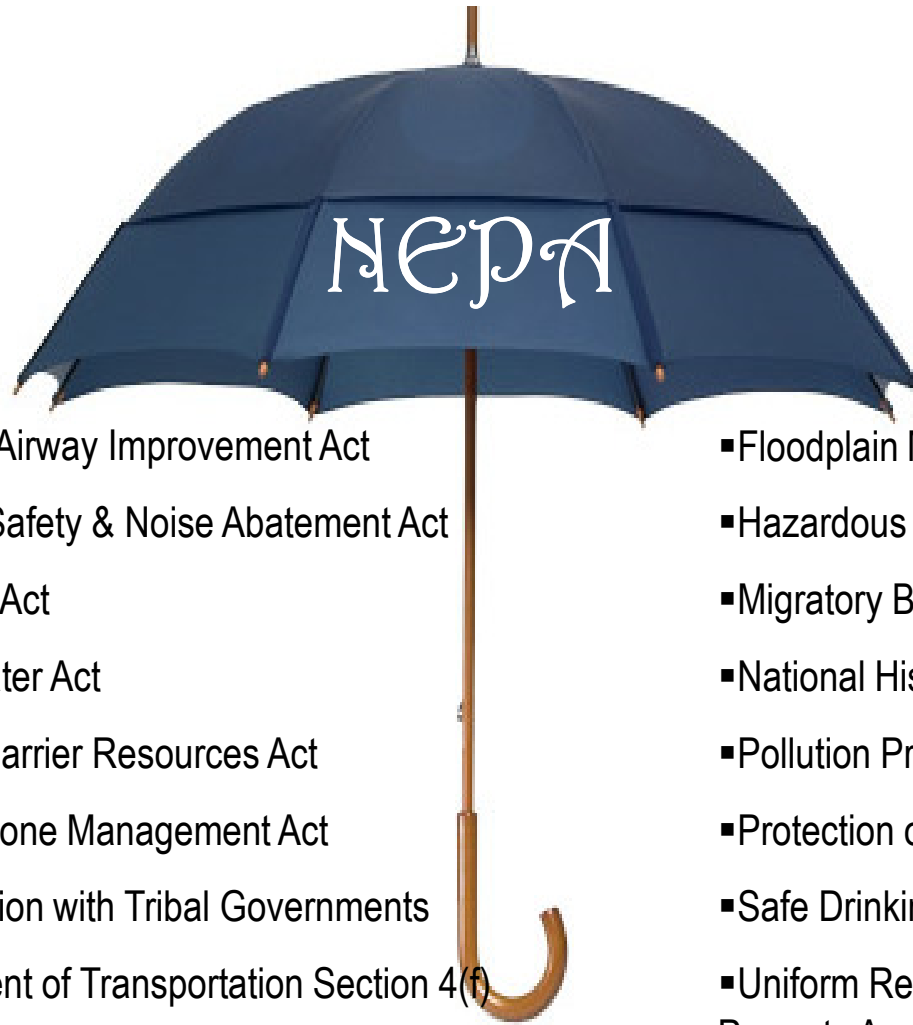 NEPA
Airway Improvement Act
Safety & Noise Abatement Act
Act
ter Act
arrier Resources Act
one Management Act
ion with Tribal Governments
ent of Transportation Section 4(f)
▪Floodplain
▪Hazardous
▪Migratory B
▪National His
▪Pollution Pr
▪Protection
▪Safe Drinki
▪Uniform Re